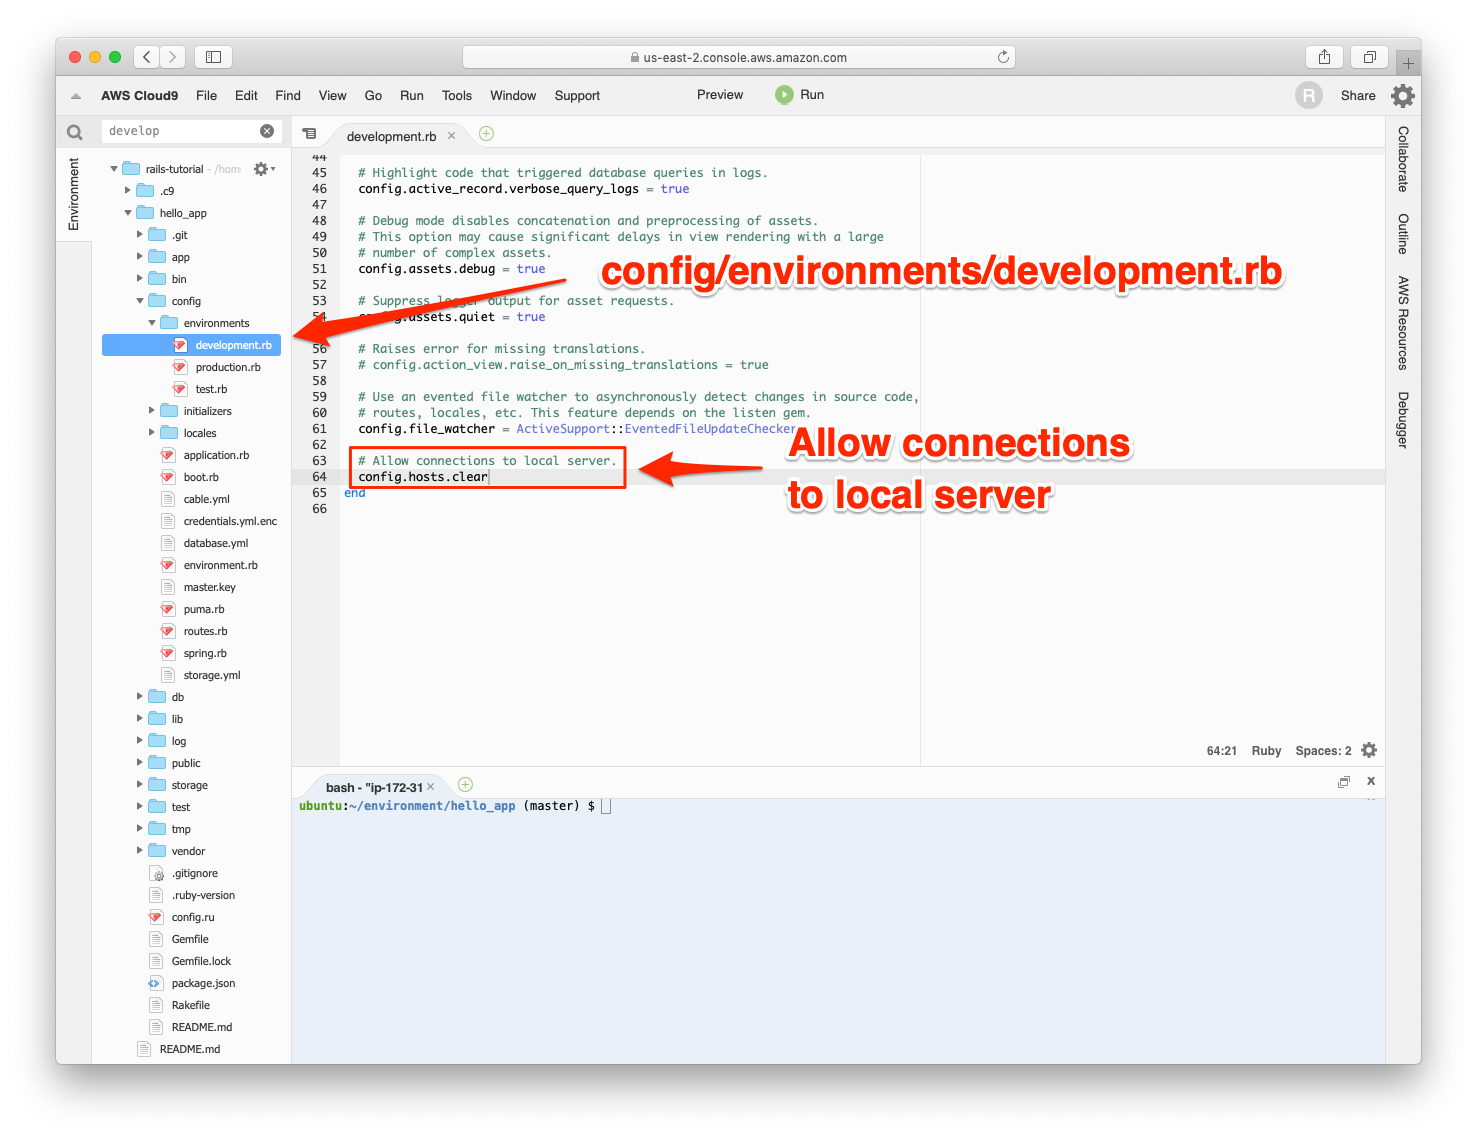 us-east-2.console.aws.amazon.com
AWS Cloud9 File Edit Find View Go Run Tools Window Support Preview Run R Share
develop
development.rb
Environment
rails-tutorial - /hom
.c9
hello_app
.git
app
bin
config
environments
development.rb
production.rb
test.rb
initializers
locales
application.rb
boot.rb
cable.yml
credentials.yml.enc
database.yml
environment.rb
master.key
puma.rb
routes.rb
spring.rb
storage.yml
db
lib
log
public
storage
test
tmp
vendor
.gitignore
.ruby-version
config.ru
Gemfile
Gemfile.lock
package.json
Rakefile
README.md
README.md
44
45 # Highlight code that triggered database queries in logs.
46 config.active_record.verbose_query_logs = true
47
48 # Debug mode disables concatenation and preprocessing of assets.
49 # This option may cause significant delays in view rendering with a large
50 # number of complex assets.
51 config.assets.debug = true
52
53 # Suppress logger output for asset requests.
54 config.assets.quiet = true
56 # Raises error for missing translations.
57 # config.action_view.raise_on_missing_translations = true
58
59 # Use an evented file watcher to asynchronously detect changes in source code,
60 # routes, locales, etc. This feature depends on the listen gem.
61 config.file_watcher = ActiveSupport::EventedFileUpdateChecker
62
63 # Allow connections to local server.
64 config.hosts.clear
65 end
66
config/environments/development.rb
Allow connections
to local server
64:21 Ruby Spaces: 2
bash - "ip-172-31
ubuntu:~/environment/hello_app (master) $
Collaborate
Outline
AWS Resources
Debugger